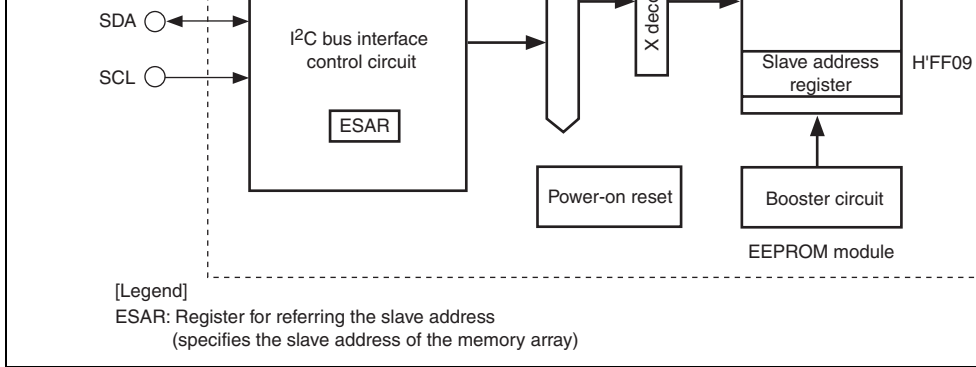 SDA
SCL
I2C bus interface
control circuit
ESAR
X deco
Slave address
register
H'FF09
Power-on reset
Booster circuit
EEPROM module
[Legend]
ESAR: Register for referring the slave address
(specifies the slave address of the memory array)